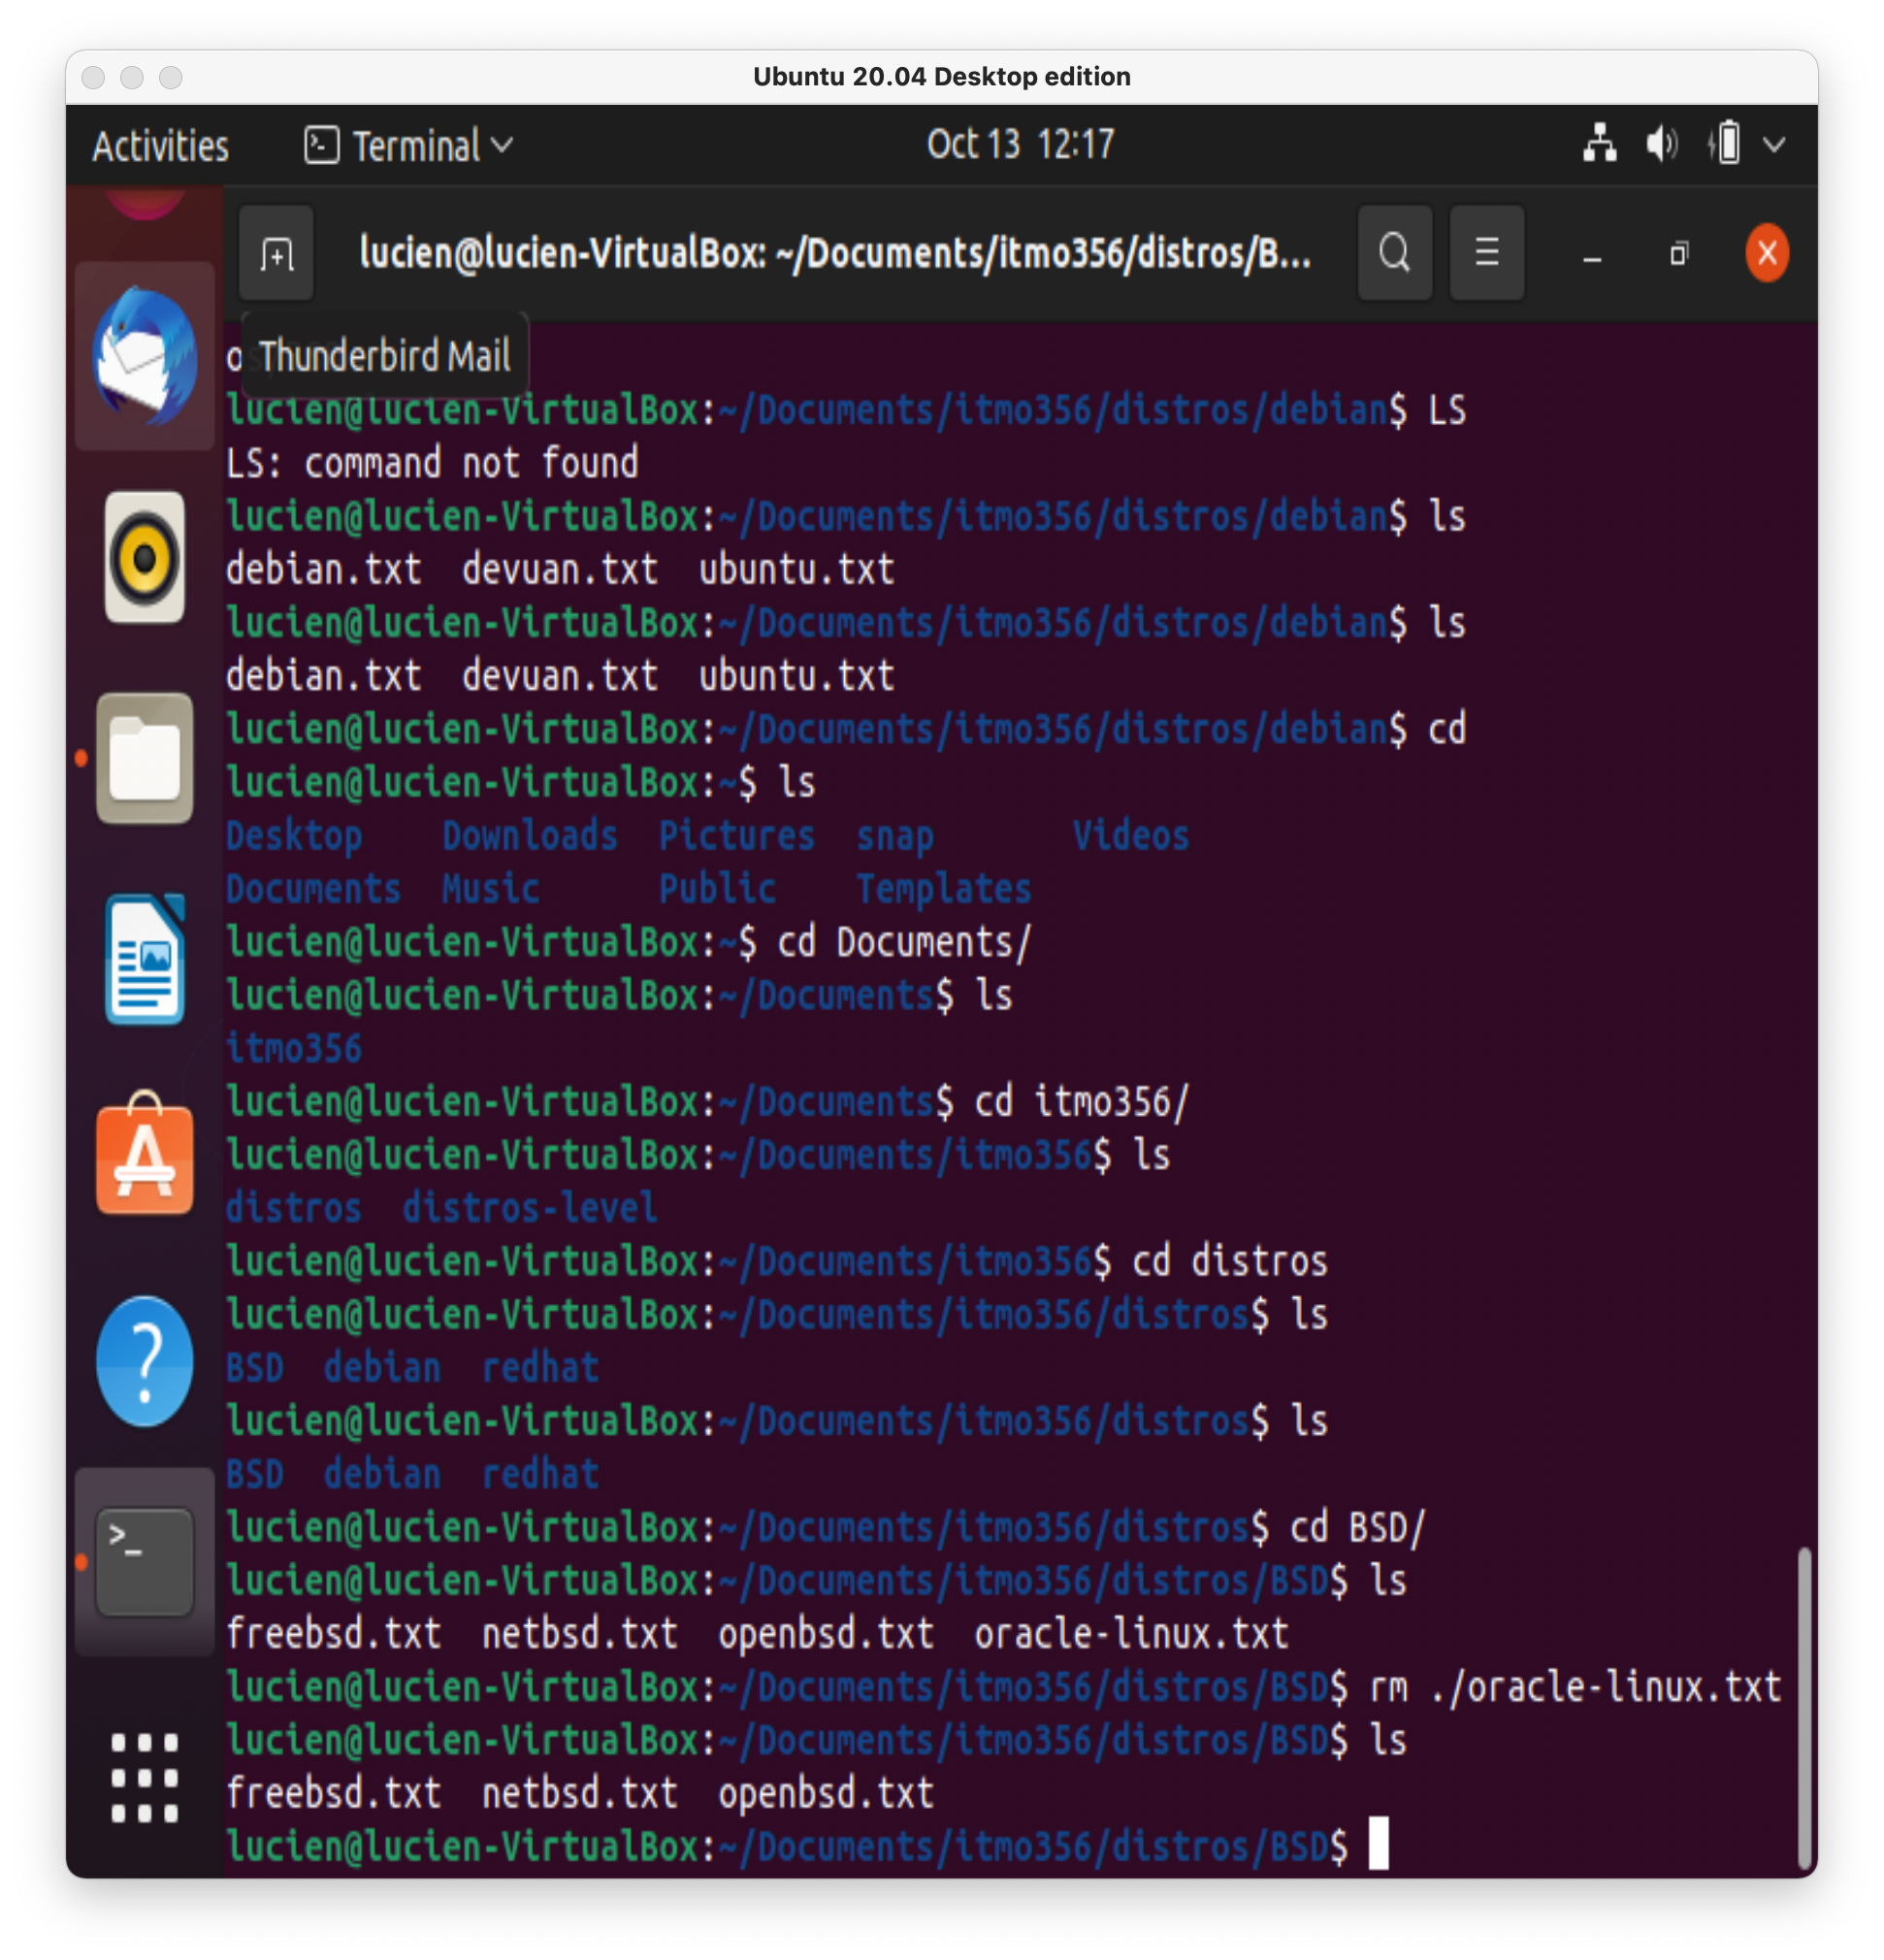 Ubuntu 20.04 Desktop edition
Activities Terminal Oct 13 12:17
lucien@lucien-VirtualBox: ~/Documents/itmo356/distros/B...
Thunderbird Mail
lucien@lucien-VirtualBox:~/Documents/itmo356/distros/debian$ LS
LS: command not found
lucien@lucien-VirtualBox:~/Documents/itmo356/distros/debian$ ls
debian.txt devuan.txt ubuntu.txt
lucien@lucien-VirtualBox:~/Documents/itmo356/distros/debian$ ls
debian.txt devuan.txt ubuntu.txt
lucien@lucien-VirtualBox:~/Documents/itmo356/distros/debian$ cd
lucien@lucien-VirtualBox:~$ ls
Desktop Downloads Pictures snap Videos
Documents Music Public Templates
lucien@lucien-VirtualBox:~$ cd Documents/
lucien@lucien-VirtualBox:~/Documents$ ls
itmo356
lucien@lucien-VirtualBox:~/Documents$ cd itmo356/
lucien@lucien-VirtualBox:~/Documents/itmo356$ ls
distros distros-level
lucien@lucien-VirtualBox:~/Documents/itmo356$ cd distros
lucien@lucien-VirtualBox:~/Documents/itmo356/distros$ ls
BSD debian redhat
lucien@lucien-VirtualBox:~/Documents/itmo356/distros$ ls
BSD debian redhat
lucien@lucien-VirtualBox:~/Documents/itmo356/distros$ cd BSD/
lucien@lucien-VirtualBox:~/Documents/itmo356/distros/BSD$ ls
freebsd.txt netbsd.txt openbsd.txt oracle-linux.txt
lucien@lucien-VirtualBox:~/Documents/itmo356/distros/BSD$ rm ./oracle-linux.txt
lucien@lucien-VirtualBox:~/Documents/itmo356/distros/BSD$ ls
freebsd.txt netbsd.txt openbsd.txt
lucien@lucien-VirtualBox:~/Documents/itmo356/distros/BSD$